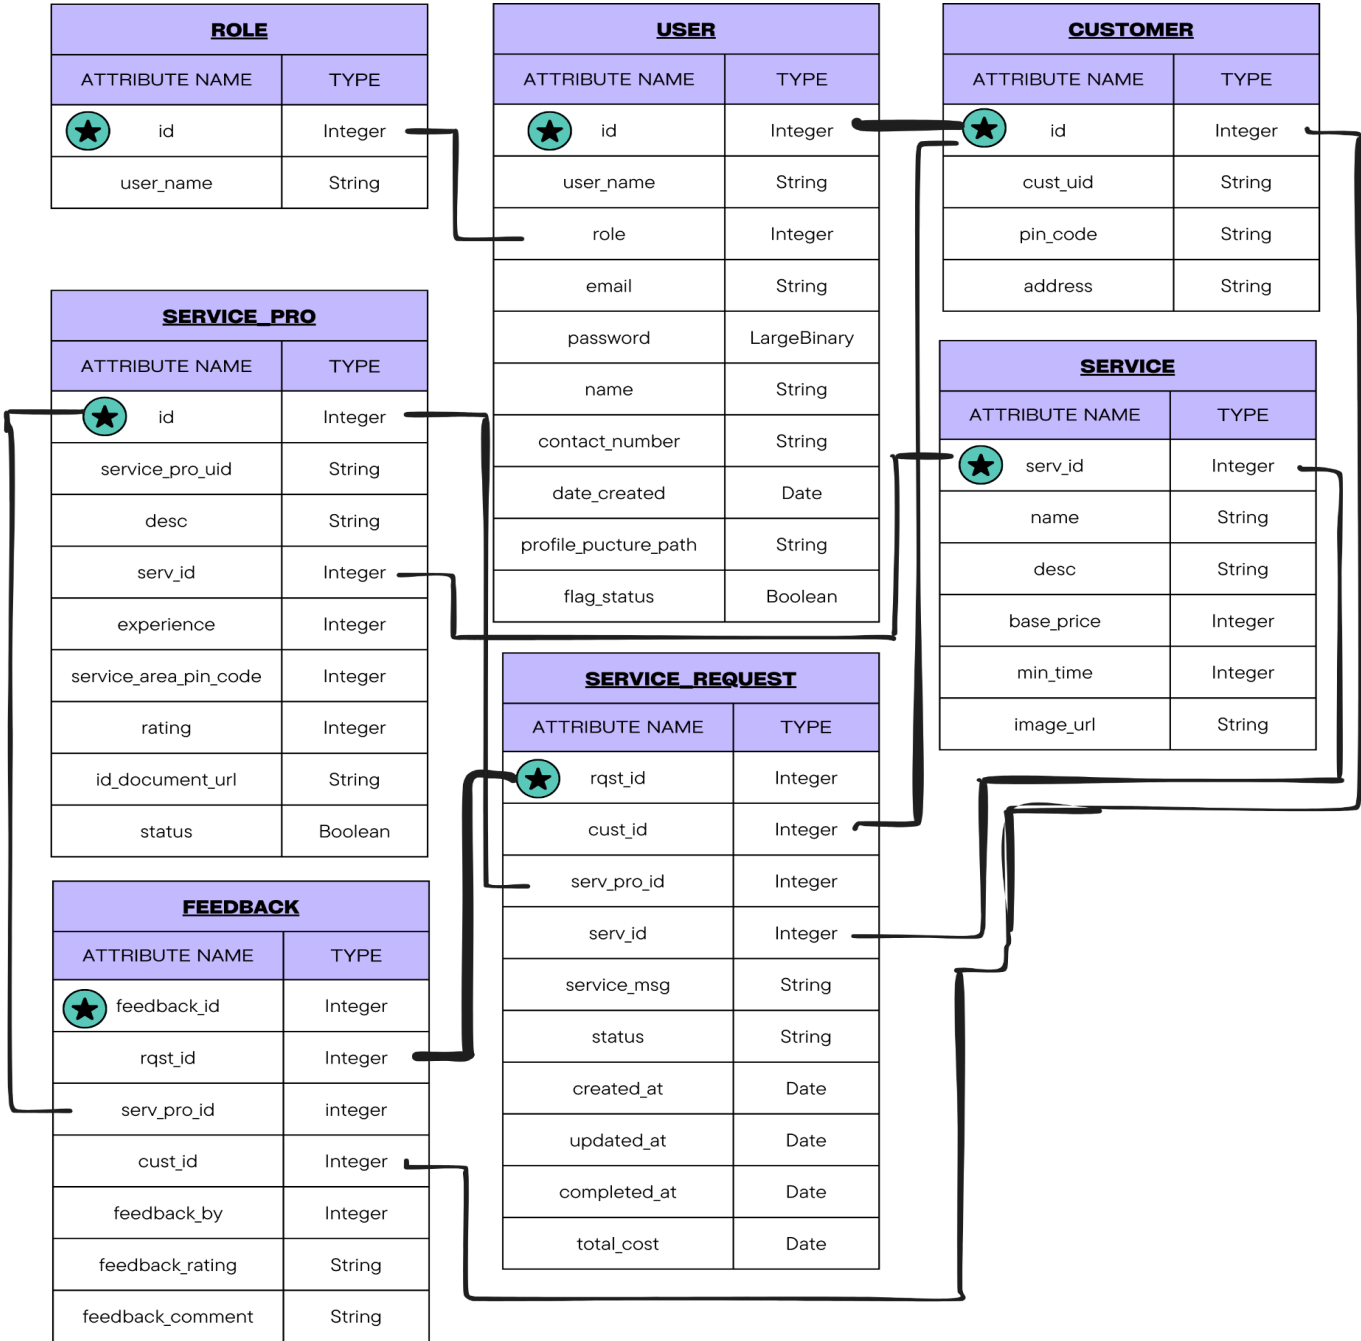 ROLE
ATTRIBUTE NAME TYPE
id Integer
user_name String
USER
ATTRIBUTE NAME TYPE
id Integer
user_name String
role Integer
email String
password LargeBinary
name String
contact_number String
date_created Date
profile_pucture_path String
flag_status Boolean
CUSTOMER
ATTRIBUTE NAME TYPE
id Integer
cust_uid String
pin_code String
address String
SERVICE_PRO
ATTRIBUTE NAME TYPE
id Integer
service_pro_uid String
desc String
serv_id Integer
experience Integer
service_area_pin_code Integer
rating Integer
id_document_url String
status Boolean
SERVICE
ATTRIBUTE NAME TYPE
serv_id Integer
name String
desc String
base_price Integer
min_time Integer
image_url String
SERVICE_REQUEST
ATTRIBUTE NAME TYPE
rqst_id Integer
cust_id Integer
serv_pro_id Integer
serv_id Integer
service_msg String
status String
created_at Date
updated_at Date
completed_at Date
total_cost Date
FEEDBACK
ATTRIBUTE NAME TYPE
feedback_id Integer
rqst_id Integer
serv_pro_id integer
cust_id Integer
feedback_by Integer
feedback_rating String
feedback_comment String